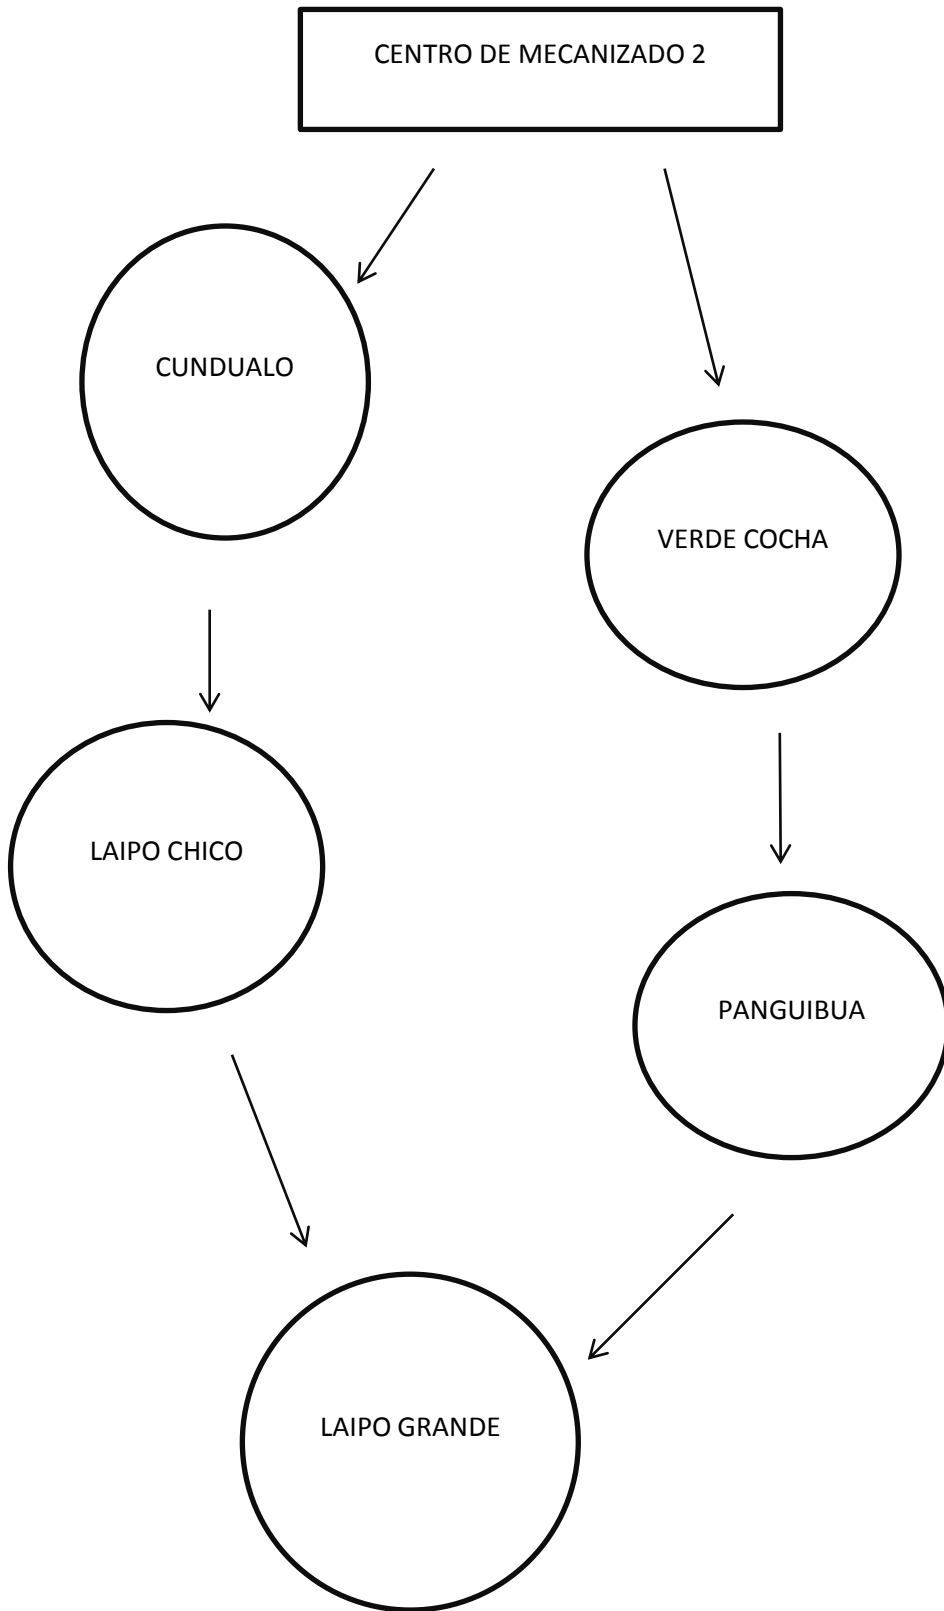 CENTRO DE MECANIZADO 2
CUNDUALO
VERDE COCHA
LAIPO CHICO
PANGUIBUA
LAIPO GRANDE